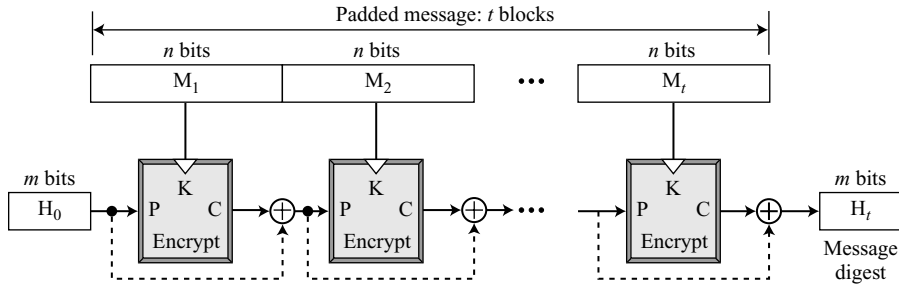 Padded message: t blocks
n bits n bits n bits
M1 M2 ••• Mt
m bits K K K m bits
H0 P C P C ••• P C Ht
Encrypt Encrypt Encrypt
Message
digest